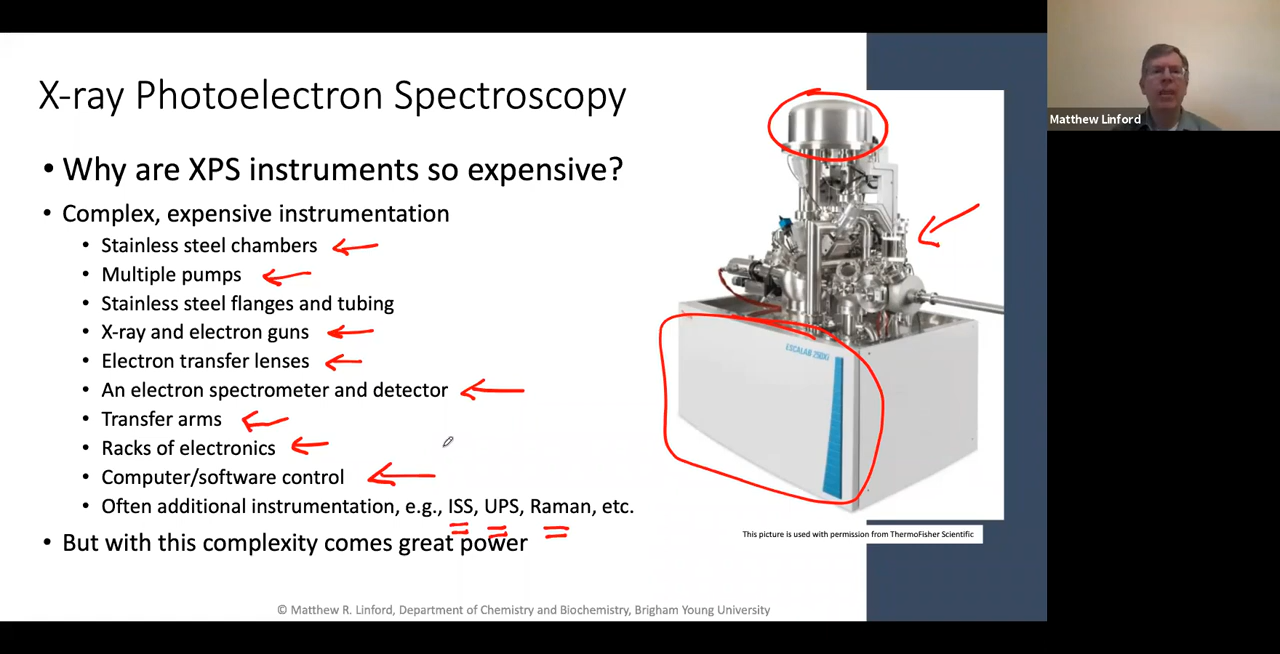 X-ray Photoelectron Spectroscopy
• Why are XPS instruments so expensive?
• Complex, expensive instrumentation
• Stainless steel chambers
• Multiple pumps
• Stainless steel flanges and tubing
• X-ray and electron guns
• Electron transfer lenses
• An electron spectrometer and detector
• Transfer arms
• Racks of electronics
• Computer/software control
• Often additional instrumentation, e.g., ISS, UPS, Raman, etc.
• But with this complexity comes great power
ESCALAB 250Xi
This picture is used with permission from ThermoFisher Scientific
© Matthew R. Linford, Department of Chemistry and Biochemistry, Brigham Young University
Matthew Linford